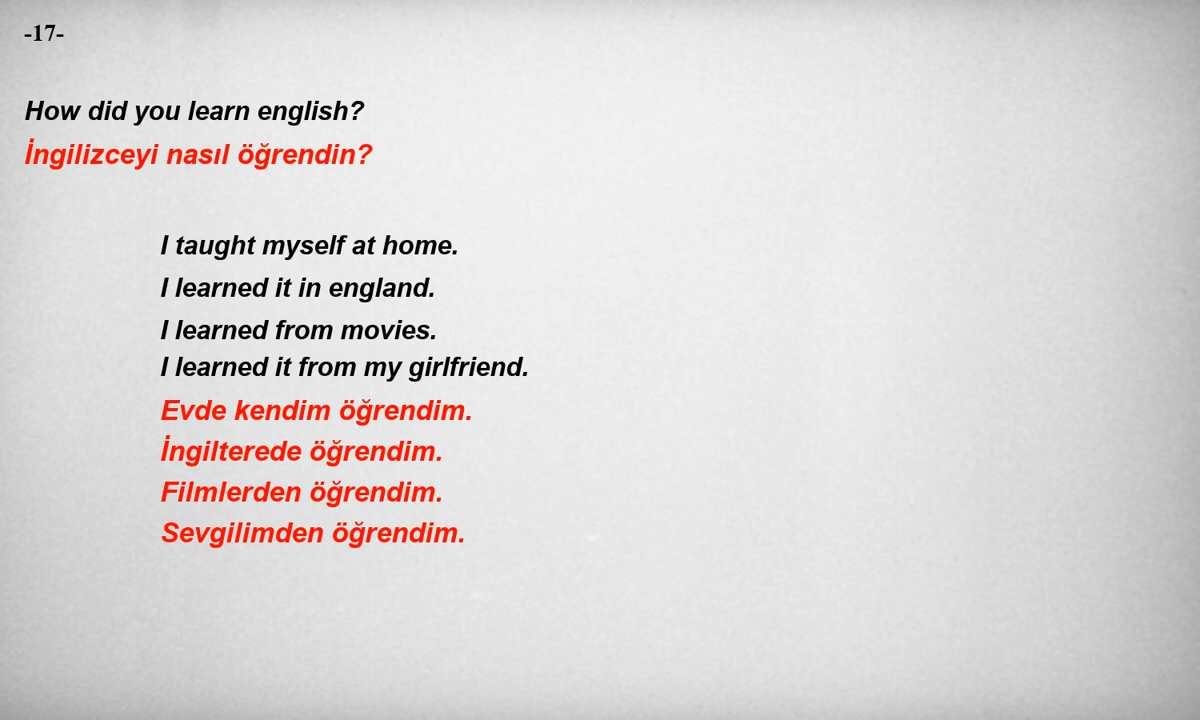 -17-
How did you learn english?
İngilizceyi nasıl öğrendin?
I taught myself at home.
I learned it in england.
I learned from movies.
I learned it from my girlfriend.
Evde kendim öğrendim.
İngilterede öğrendim.
Filmlerden öğrendim.
Sevgilimden öğrendim.